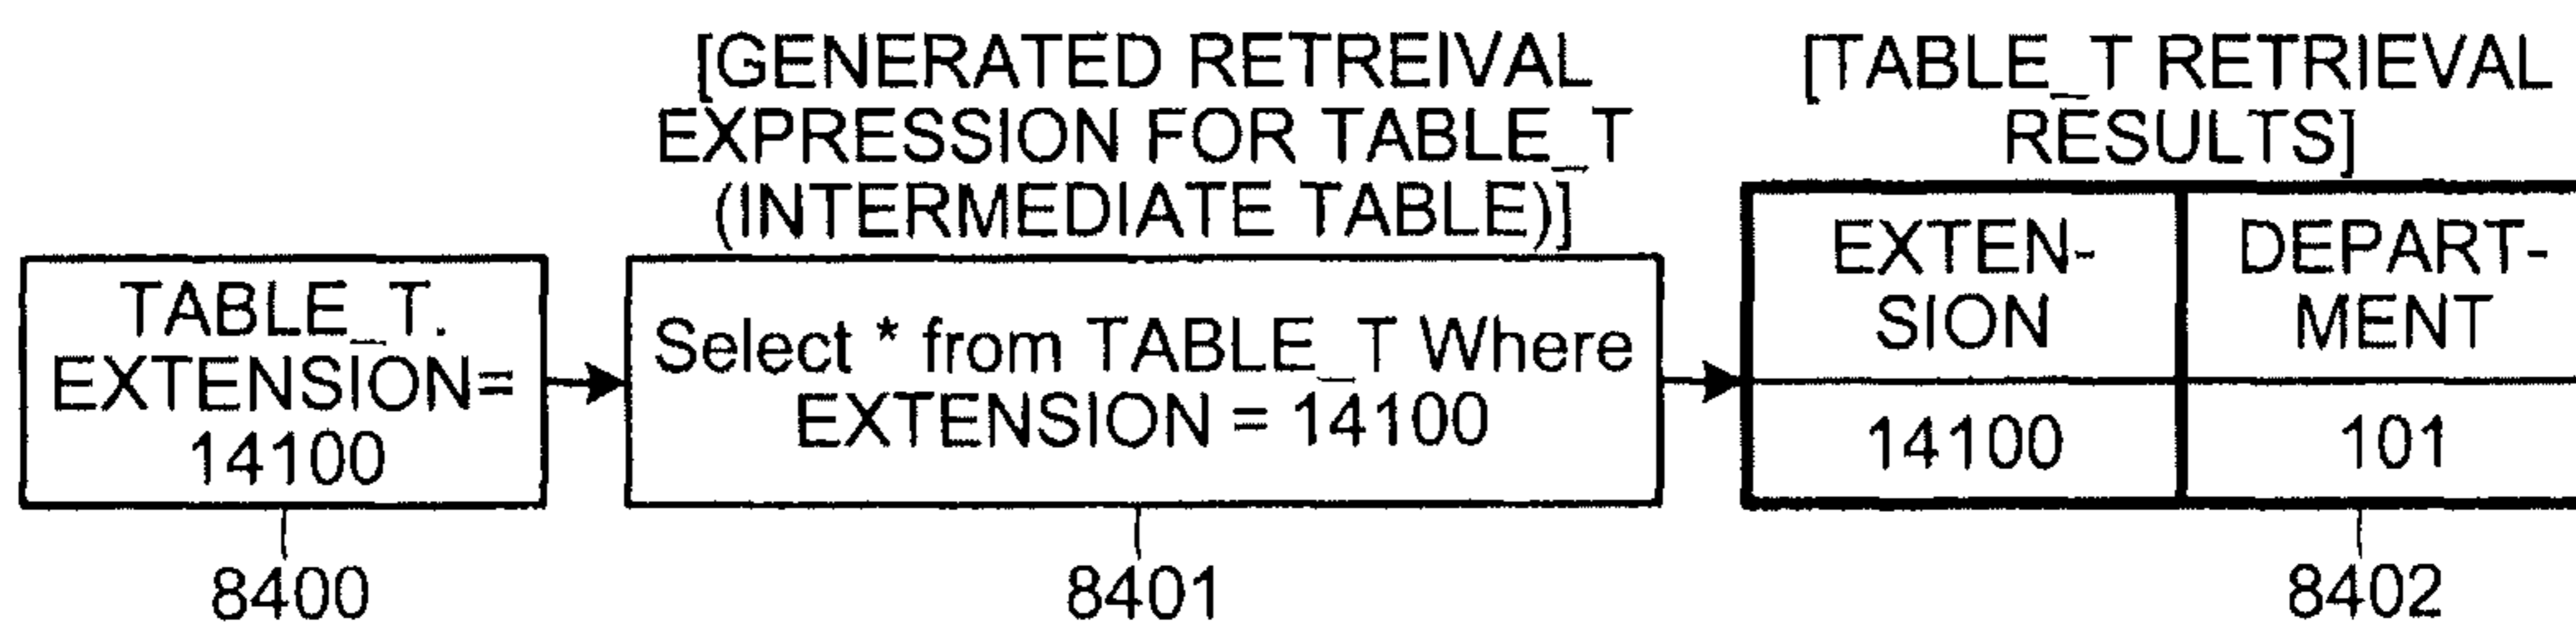 [GENERATED RETREIVAL
EXPRESSION FOR TABLE_T
(INTERMEDIATE TABLE)]
[TABLE_T RETRIEVAL
RESULTS]
TABLE_T.
EXTENSION=
14100
Select * from TABLE_T Where
EXTENSION = 14100
EXTEN-
SION
DEPART-
MENT
14100
101
8400
8401
8402